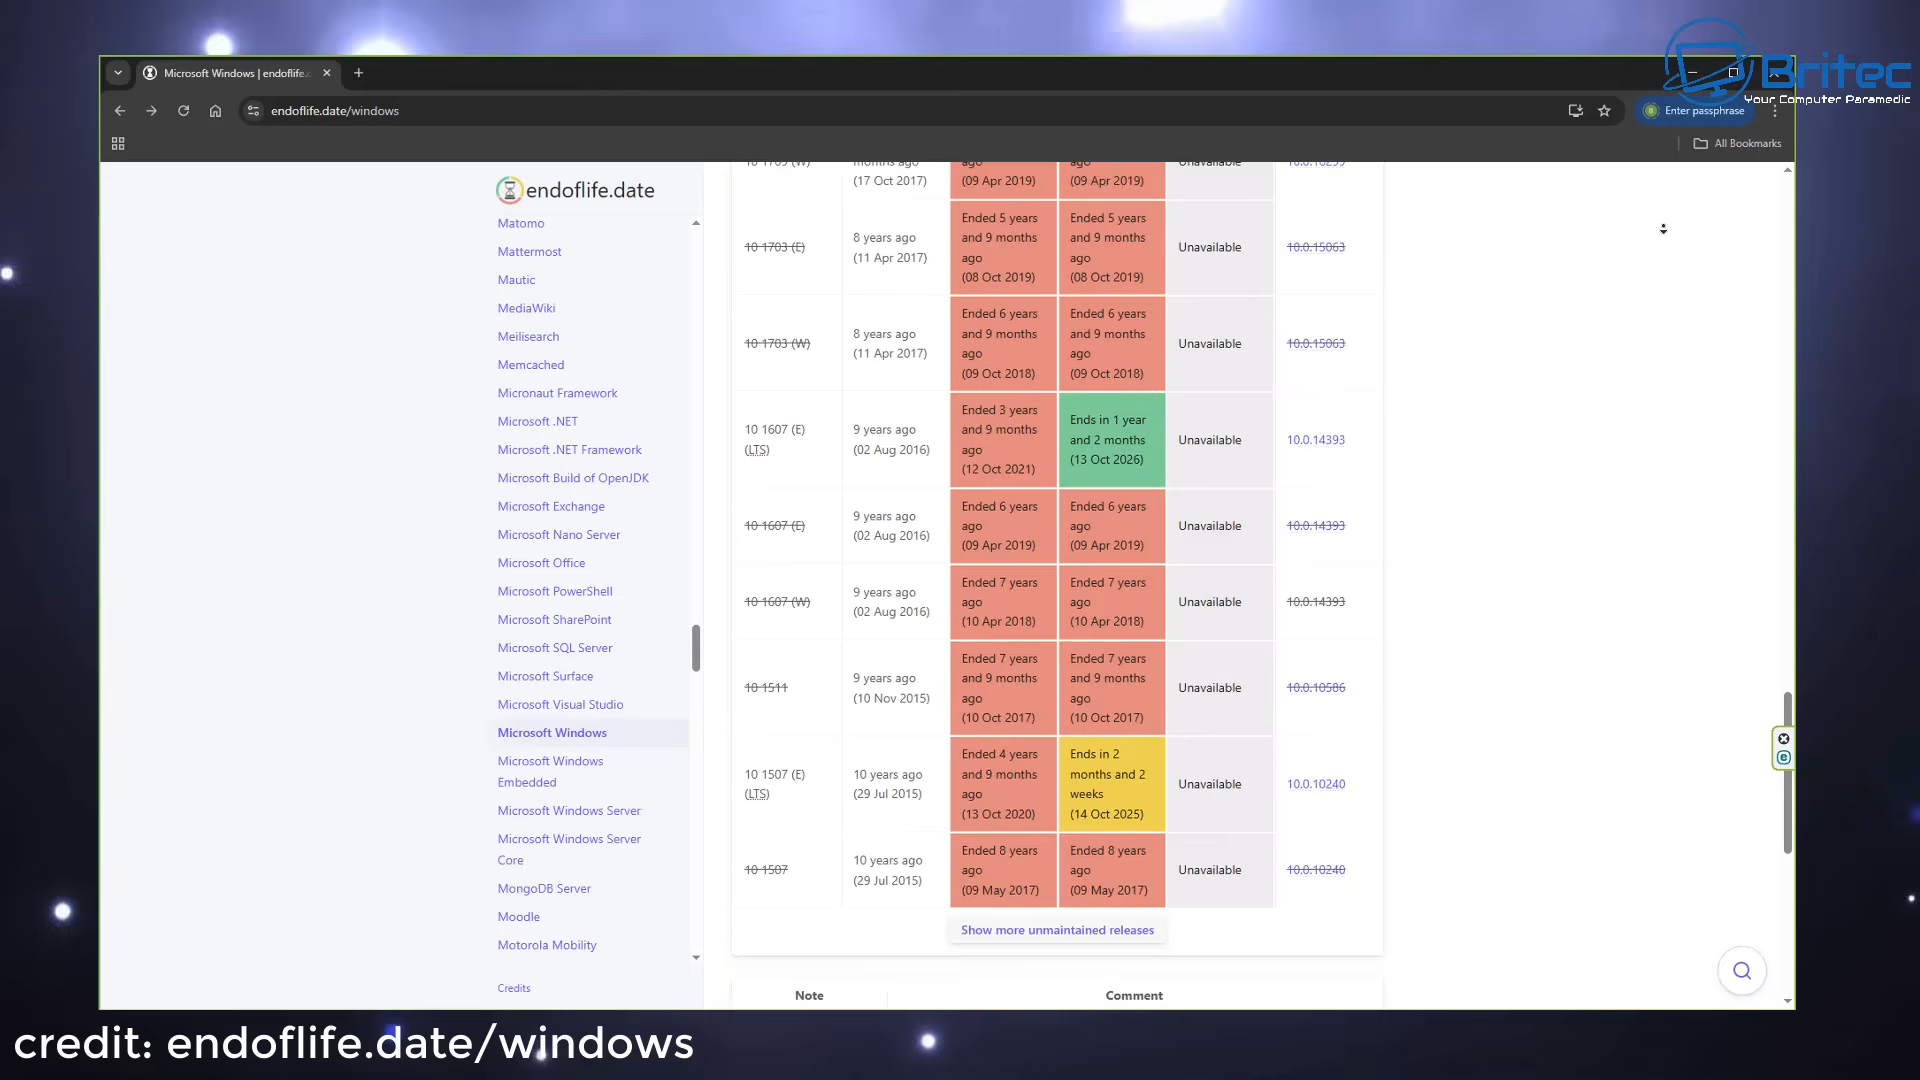 Microsoft Windows | endoflife.
Britec
Your Computer Paramedic
endoflife.date/windows
Enter passphrase
All Bookmarks
endoflife.date
Matomo
Mattermost
Mautic
MediaWiki
Meilisearch
Memcached
Micronaut Framework
Microsoft .NET
Microsoft .NET Framework
Microsoft Build of OpenJDK
Microsoft Exchange
Microsoft Nano Server
Microsoft Office
Microsoft PowerShell
Microsoft SharePoint
Microsoft SQL Server
Microsoft Surface
Microsoft Visual Studio
Microsoft Windows
Microsoft Windows
Embedded
Microsoft Windows Server
Microsoft Windows Server
Core
MongoDB Server
Moodle
Motorola Mobility
Credits
(17 Oct 2017)
(09 Apr 2019)
(09 Apr 2019)
Unavailable
10 1703 (E)
8 years ago
(11 Apr 2017)
Ended 5 years
and 9 months
ago
(08 Oct 2019)
Ended 5 years
and 9 months
ago
(08 Oct 2019)
Unavailable
10.0.15063
10 1703 (W)
8 years ago
(11 Apr 2017)
Ended 6 years
and 9 months
ago
(09 Oct 2018)
Ended 6 years
and 9 months
ago
(09 Oct 2018)
Unavailable
10.0.15063
10 1607 (E)
(LTS)
9 years ago
(02 Aug 2016)
Ended 3 years
and 9 months
ago
(12 Oct 2021)
Ends in 1 year
and 2 months
(13 Oct 2026)
Unavailable
10.0.14393
10 1607 (E)
9 years ago
(02 Aug 2016)
Ended 6 years
ago
(09 Apr 2019)
Ended 6 years
ago
(09 Apr 2019)
Unavailable
10.0.14393
10 1607 (W)
9 years ago
(02 Aug 2016)
Ended 7 years
ago
(10 Apr 2018)
Ended 7 years
ago
(10 Apr 2018)
Unavailable
10.0.14393
10 1511
9 years ago
(10 Nov 2015)
Ended 7 years
and 9 months
ago
(10 Oct 2017)
Ended 7 years
and 9 months
ago
(10 Oct 2017)
Unavailable
10.0.10586
10 1507 (E)
(LTS)
10 years ago
(29 Jul 2015)
Ended 4 years
and 9 months
ago
(13 Oct 2020)
Ends in 2
months and 2
weeks
(14 Oct 2025)
Unavailable
10.0.10240
10 1507
10 years ago
(29 Jul 2015)
Ended 8 years
ago
(09 May 2017)
Ended 8 years
ago
(09 May 2017)
Unavailable
10.0.10240
Show more unmaintained releases
Note
Comment
credit: endoflife.date/windows